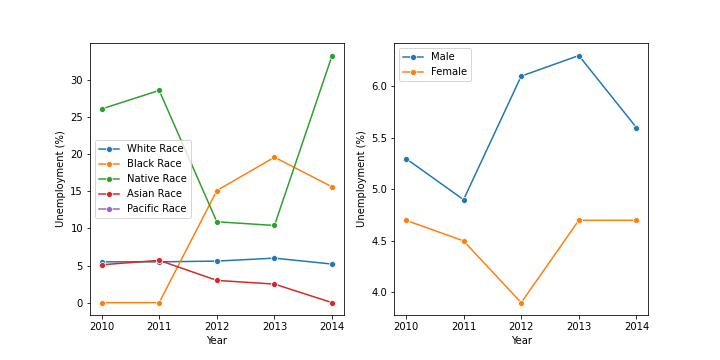 Unemployment (%)
30
25
20
15
10
5
0
White Race
Black Race
Native Race
Asian Race
Pacific Race
2010 2011 2012 2013 2014
Year
Unemployment (%)
6.0
5.5
5.0
4.5
4.0
Male
Female
2010 2011 2012 2013 2014
Year